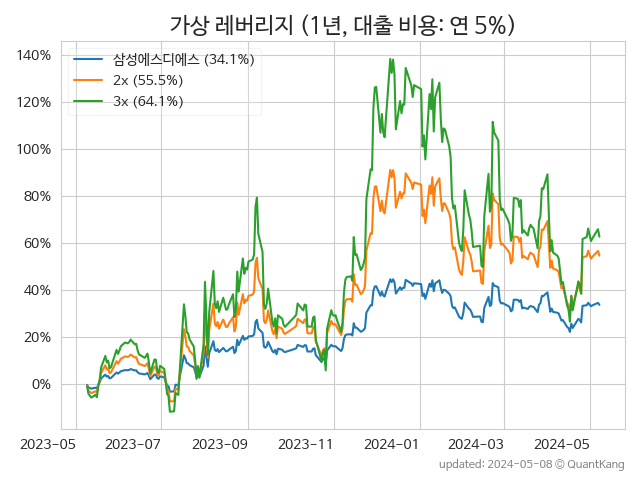 가상 레버리지 (1년, 대출 비용: 연 5%)
140%
120%
100%
80%
60%
40%
20%
0%
삼성에스디에스 (34.1%)
2x (55.5%)
3x (64.1%)
2023-05 2023-07 2023-09 2023-11 2024-01 2024-03 2024-05
updated: 2024-05-08 © QuantKang